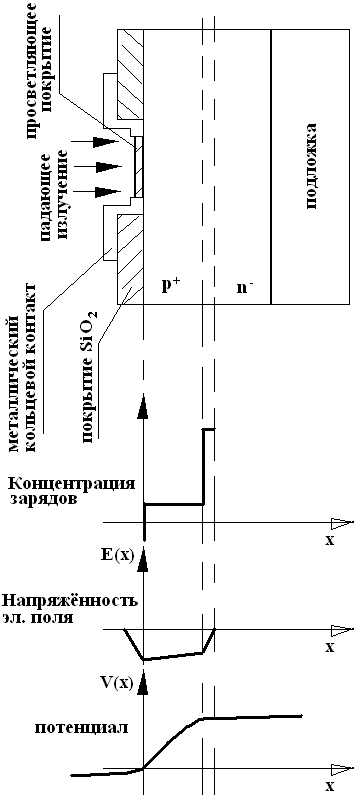 просветляющее
покрытие
падающее
излучение
металлический
кольцевой контакт
покрытие SiO2
p+
n-
подложка
Концентрация
зарядов
x
E(x)
Напряжённость
эл. поля
x
V(x)
потенциал
x